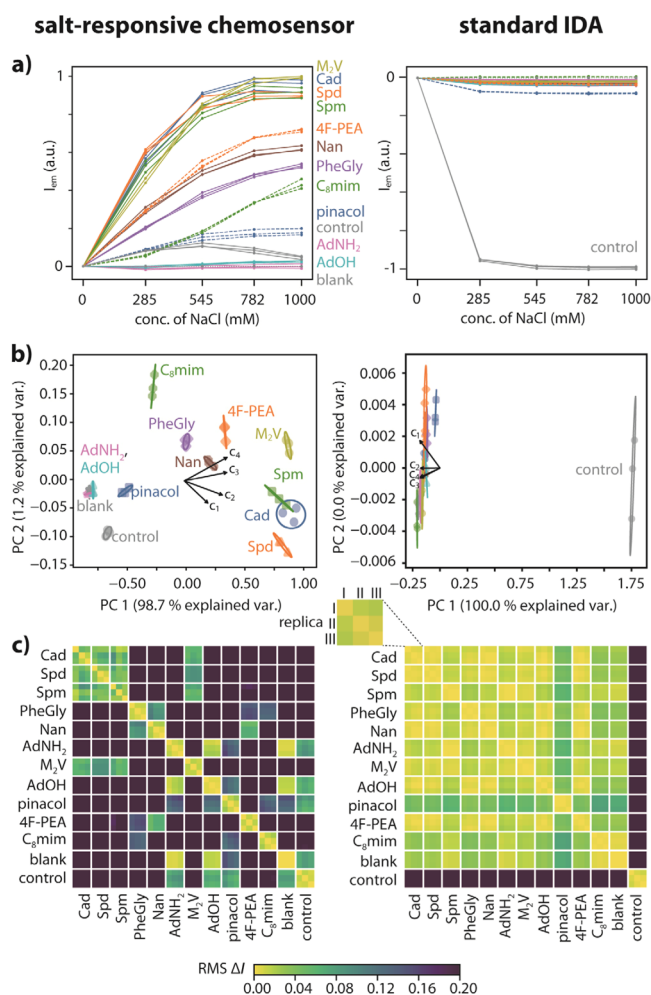 salt-responsive chemosensor
standard IDA
a)
I_em (a.u.)
1
0
0 285 545 782 1000
conc. of NaCl (mM)
M₂V
Cad
Spd
Spm
4F-PEA
Nan
PheGly
C₈mim
pinacol
control
AdNH₂
AdOH
blank
I_em (a.u.)
0
-1
control
0 285 545 782 1000
conc. of NaCl (mM)
b)
PC 2 (1.2 % explained var.)
0.20
0.15
0.10
0.05
0.00
−0.05
−0.10
−0.15
C₈mim
PheGly
4F-PEA
M₂V
AdNH₂,
AdOH
Nan
c₄
c₃
blank
pinacol
c₂
c₁
Spm
Cad
control
Spd
−0.50 0.00 0.50 1.00
PC 1 (98.7 % explained var.)
PC 2 (0.0 % explained var.)
0.006
0.004
0.002
0.000
−0.002
−0.004
−0.006
c₁
c₂
control
-0.25 0.25 0.75 1.25 1.75
PC 1 (100.0 % explained var.)
I II III
I
replica II
III
c)
Cad
Spd
Spm
PheGly
Nan
AdNH₂
M₂V
AdOH
pinacol
4F-PEA
C₈mim
blank
control
Cad
Spd
Spm
PheGly
Nan
AdNH₂
M₂V
AdOH
pinacol
4F-PEA
C₈mim
blank
control
Cad
Spd
Spm
PheGly
Nan
AdNH₂
M₂V
AdOH
pinacol
4F-PEA
C₈mim
blank
control
Cad
Spd
Spm
PheGly
Nan
AdNH₂
M₂V
AdOH
pinacol
4F-PEA
C₈mim
blank
control
RMS ΔI
0.00 0.04 0.08 0.12 0.16 0.20